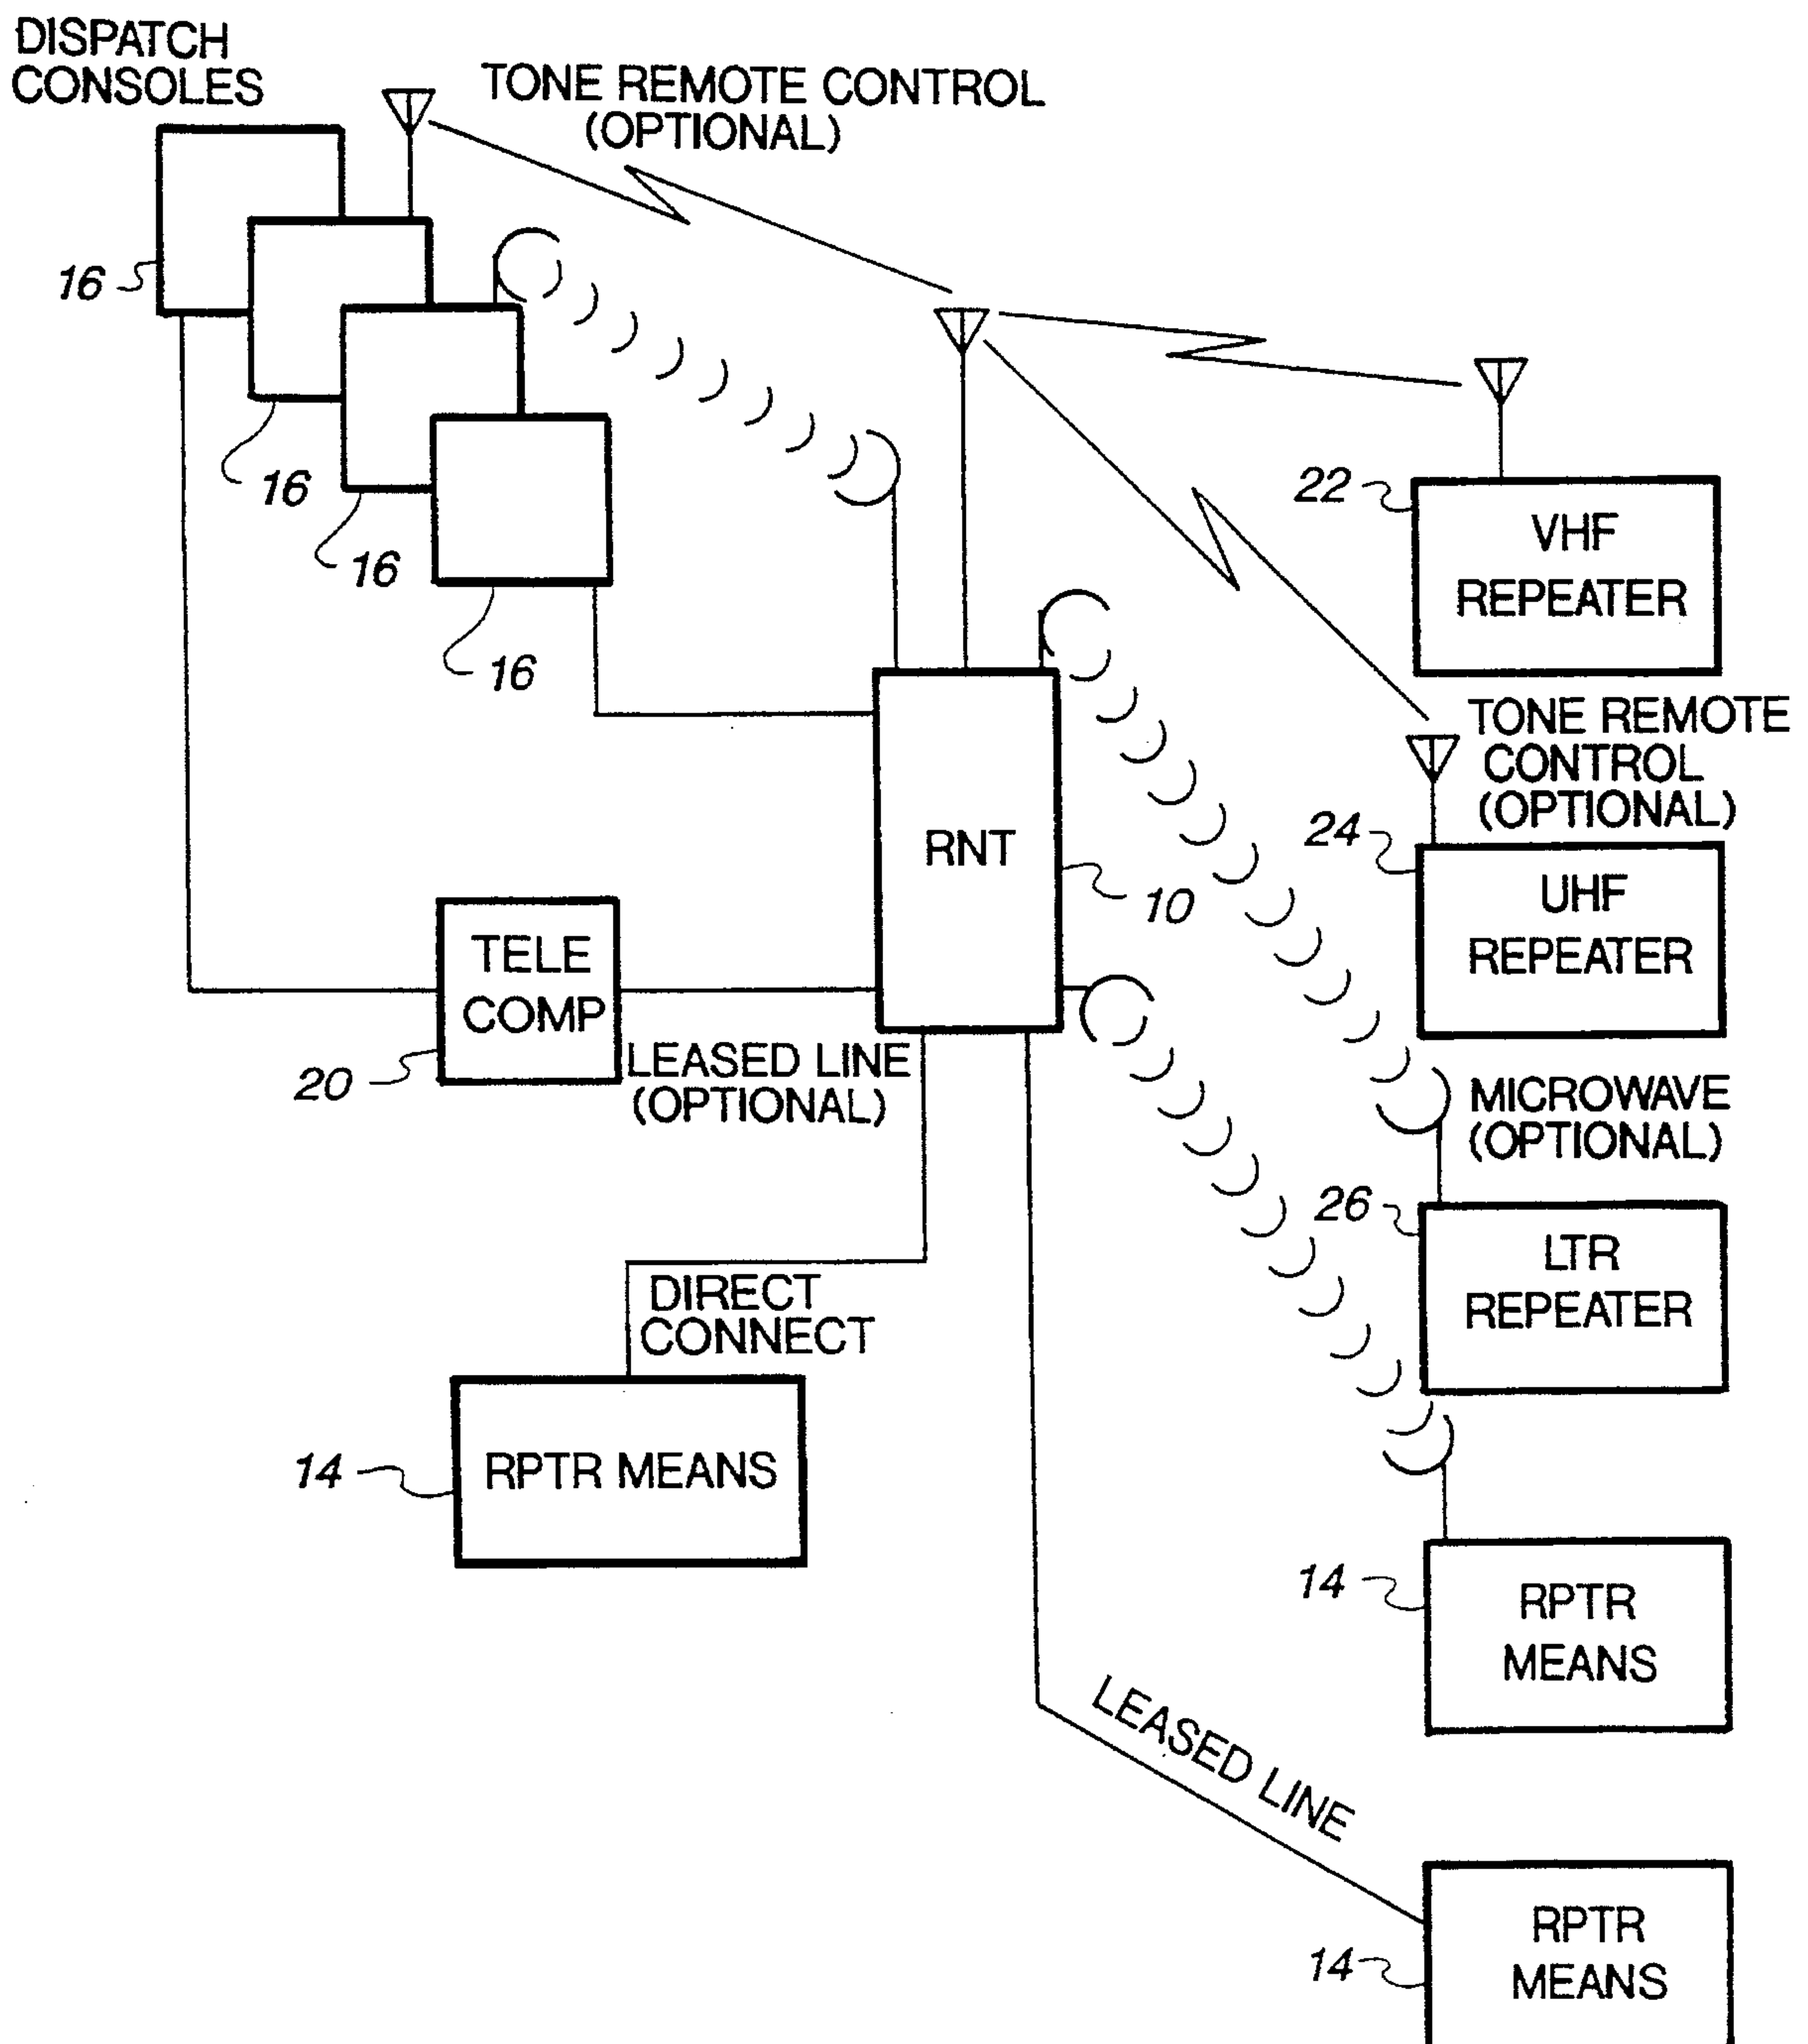 DISPATCH
CONSOLES
TONE REMOTE CONTROL
(OPTIONAL)
16
16
16
16
22
VHF
REPEATER
TONE REMOTE
CONTROL
(OPTIONAL)
24
UHF
REPEATER
RNT
10
TELE
COMP
20
LEASED LINE
(OPTIONAL)
MICROWAVE
(OPTIONAL)
26
LTR
REPEATER
DIRECT
CONNECT
14
RPTR MEANS
14
RPTR
MEANS
LEASED LINE
14
RPTR
MEANS